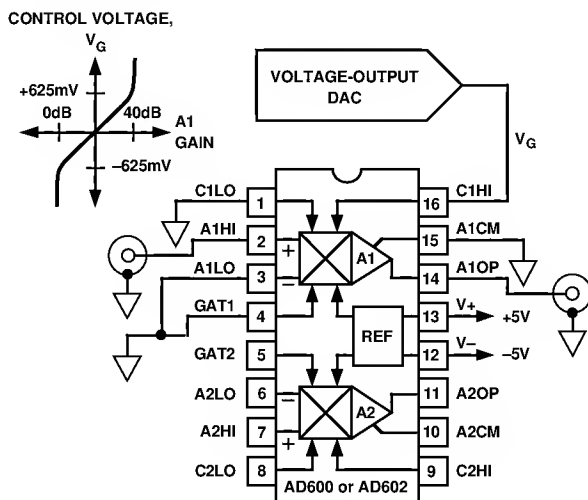 CONTROL VOLTAGE,
VG
+625mV
0dB
40dB
A1
GAIN
–625mV
VOLTAGE-OUTPUT
DAC
VG
C1LO
1
16
C1HI
A1HI
2
+
A1
15
A1CM
A1LO
3
–
14
A1OP
GAT1
4
REF
13
V+
+5V
GAT2
5
12
V–
–5V
A2LO
6
–
A2
11
A2OP
A2HI
7
+
10
A2CM
C2LO
8
9
C2HI
AD600 or AD602